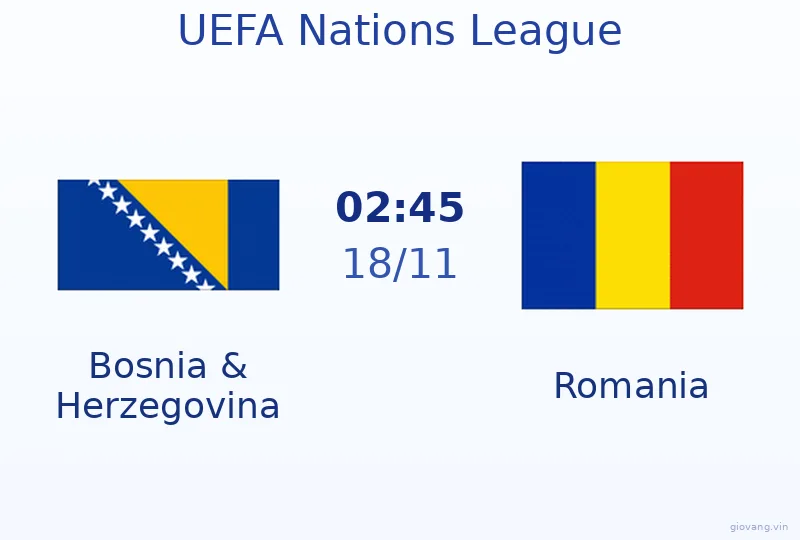 UEFA Nations League
02:45
18/11
Bosnia &
Herzegovina
Romania
giovang.vin